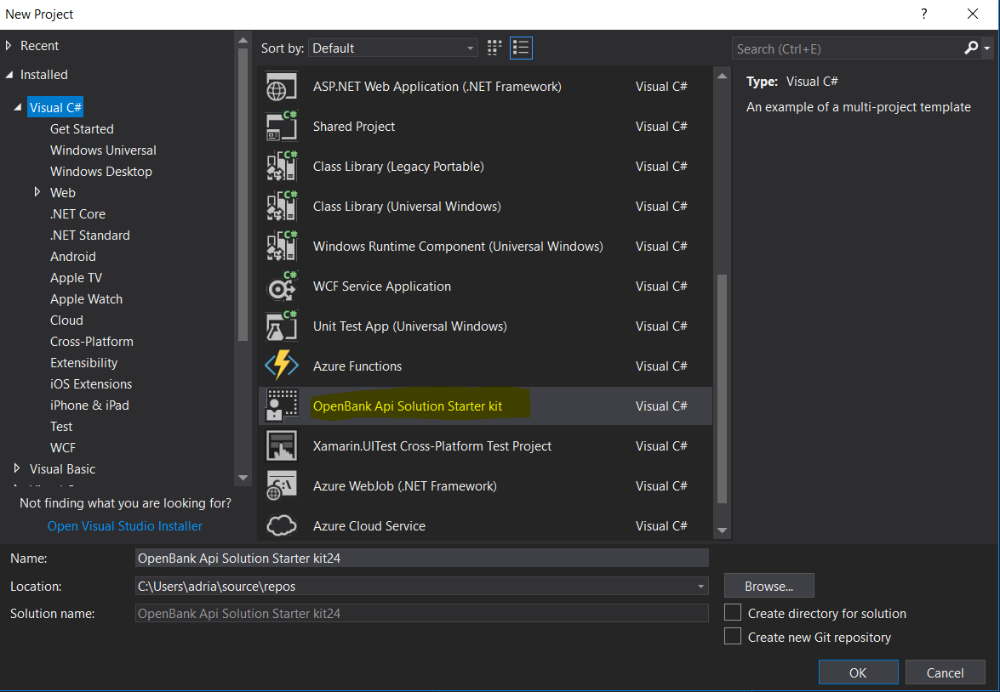 New Project
?
Recent
Installed
Visual C#
Get Started
Windows Universal
Windows Desktop
Web
.NET Core
.NET Standard
Android
Apple TV
Apple Watch
Cloud
Cross-Platform
Extensibility
iOS Extensions
iPhone & iPad
Test
WCF
Visual Basic
Not finding what you are looking for?
Open Visual Studio Installer
Sort by: Default
C#
ASP.NET Web Application (.NET Framework) Visual C#
C#
Shared Project Visual C#
C#
Class Library (Legacy Portable) Visual C#
C#
Class Library (Universal Windows) Visual C#
C#
Windows Runtime Component (Universal Windows) Visual C#
C#
WCF Service Application Visual C#
C#
Unit Test App (Universal Windows) Visual C#
Azure Functions Visual C#
OpenBank Api Solution Starter kit Visual C#
Xamarin.UITest Cross-Platform Test Project Visual C#
Azure WebJob (.NET Framework) Visual C#
Azure Cloud Service Visual C#
Search (Ctrl+E)
Type: Visual C#
An example of a multi-project template
Name: OpenBank Api Solution Starter kit24
Location: C:\Users\adria\source\repos
Browse...
Solution name: OpenBank Api Solution Starter kit24
Create directory for solution
Create new Git repository
OK Cancel